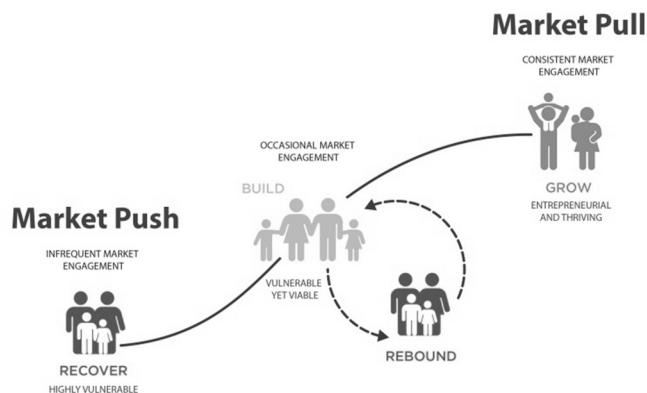 Market Pull
CONSISTENT MARKET
ENGAGEMENT
GROW
ENTREPRENEURIAL
AND THRIVING
OCCASIONAL MARKET
ENGAGEMENT
BUILD
VULNERABLE
YET VIABLE
REBOUND
Market Push
INFREQUENT MARKET
ENGAGEMENT
RECOVER
HIGHLY VULNERABLE